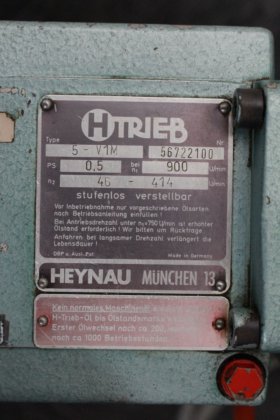 H TRIEB
Type 5 - V1M Nr. 56722100
PS 0,5 bei n₁ 900 U/min
n₂ 46 - 414 U/min
stufenlos verstellbar
Vor Inbetriebnahme nur vorgeschriebene Ölsorten
nach Betriebsanleitung einfüllen!
Bei Antriebsdrehzahl unter n₁=750U/min ist erhöhter
Ölstand erforderlich! Wir bitten um Rückfrage
Anfahren bei langsamer Drehzahl verlängert die
Lebensdauer!
DBP u. Ausl. Pat. Made in Germany
HEYNAU MÜNCHEN 13
Kein normales Maschinenöl
H-Trieb-Öl bis Ölstandsmarke
Erster Ölwechsel nach ca. 200,
nach ca. 1000 Betriebsstunden.